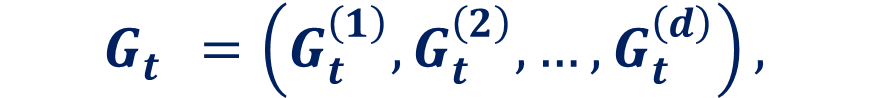 G_t = (G_t^{(1)}, G_t^{(2)}, …, G_t^{(d)}),